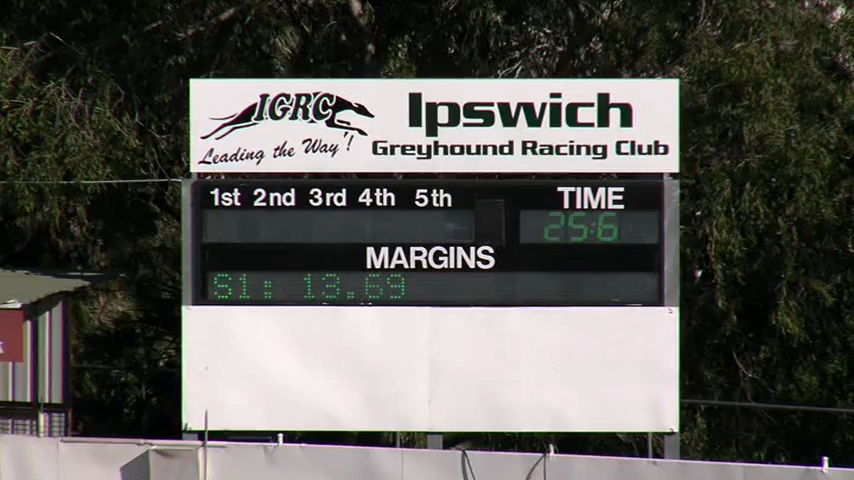 IGRC
Leading the Way'!
Ipswich
Greyhound Racing Club
1st 2nd 3rd 4th 5th
TIME
25:6
MARGINS
S1: 13.69